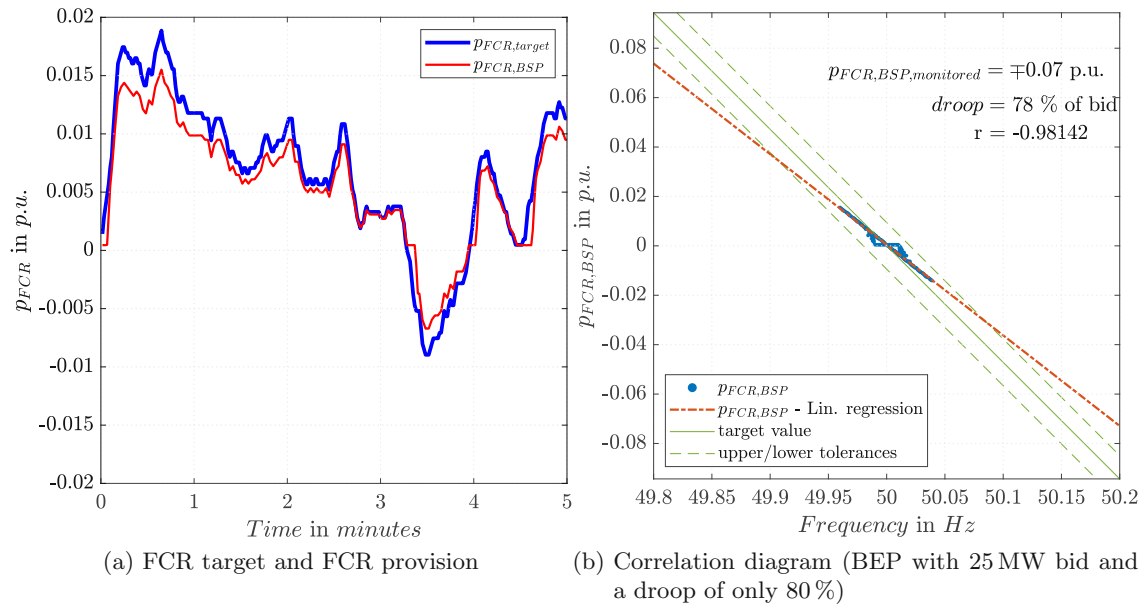 0.02
0.015
0.01
0.005
0
-0.005
-0.01
-0.015
0.02
p_FCR in p.u.
p_FCR,target
p_FCR,BSP
0 1 2 3 4 5
Time in minutes
(a) FCR target and FCR provision
0.08
0.06
0.04
0.02
0
-0.02
-0.04
-0.06
-0.08
p_FCR,BSP in p.u.
p_FCR,BSP,monitored = ∓0.07 p.u.
droop = 78 % of bid
r = -0.98142
p_FCR,BSP
p_FCR,BSP - Lin. regression
target value
upper/lower tolerances
49.8 49.85 49.9 49.95 50 50.04 50.1 50.15 50.2
Frequency in Hz
(b) Correlation diagram (BEP with 25 MW bid and
a droop of only 80 %)